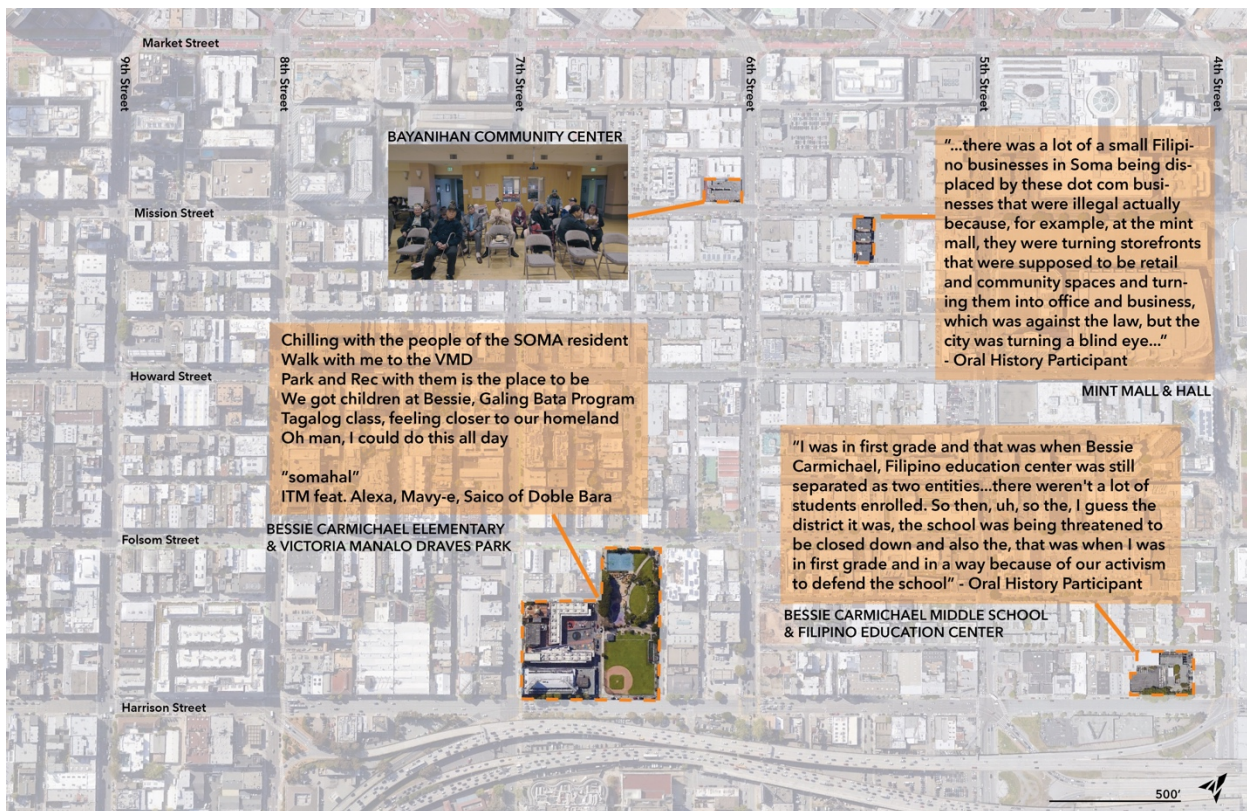 Market Street
9th Street
8th Street
7th Street
6th Street
5th Street
4th Street
BAYANIHAN COMMUNITY CENTER
Mission Street
"...there was a lot of a small Filipi-
no businesses in Soma being dis-
placed by these dot com busi-
nesses that were illegal actually
because, for example, at the mint
mall, they were turning storefronts
that were supposed to be retail
and community spaces and turn-
ing them into office and business,
which was against the law, but the
city was turning a blind eye..."
- Oral History Participant
MINT MALL & HALL
Howard Street
Chilling with the people of the SOMA resident
Walk with me to the VMD
Park and Rec with them is the place to be
We got children at Bessie, Galing Bata Program
Tagalog class, feeling closer to our homeland
Oh man, I could do this all day
"somahal"
ITM feat. Alexa, Mavy-e, Saico of Doble Bara
BESSIE CARMICHAEL ELEMENTARY
& VICTORIA MANALO DRAVES PARK
Folsom Street
"I was in first grade and that was when Bessie
Carmichael, Filipino education center was still
separated as two entities...there weren't a lot of
students enrolled. So then, uh, so the, I guess the
district it was, the school was being threatened to
be closed down and also the, that was when I was
in first grade and in a way because of our activism
to defend the school" - Oral History Participant
BESSIE CARMICHAEL MIDDLE SCHOOL
& FILIPINO EDUCATION CENTER
Harrison Street
500'